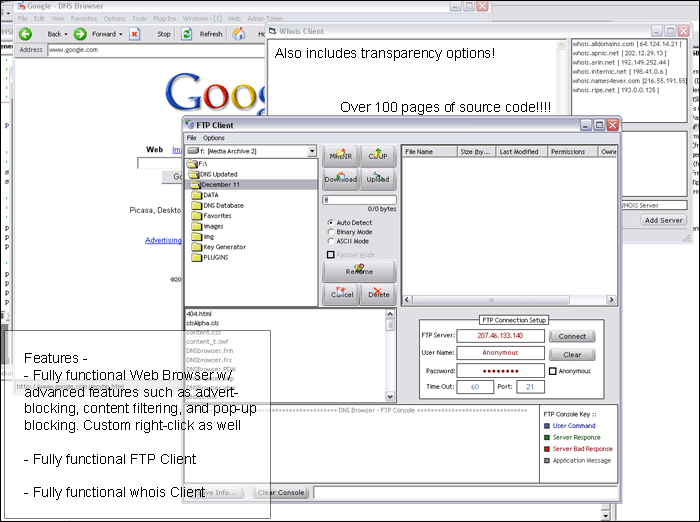 Google - DNS Browser
File Edit View Favorites Tools Plug-Ins Windows - [1] Help Admin Token
Back Forward Stop Refresh Home
Address www.google.com
Web
Picasa, Deskto
Advertising
©20
http://www.google.com/intl/en/ads
Whois Client
Also includes transparency options!
Over 100 pages of source code!!!!
whois.alldomains.com [64.124.14.21]
whois.apnic.net [ 202.12.29.13 ]
whois.arin.net [ 192.149.252.44 ]
whois.internic.net [ 198.41.0.6 ]
whois.names4ever.com [216.55.191.55]
whois.ripe.net [ 193.0.0.135 ]
WHOIS Server
Add Server
FTP Client
File Options
f: [Media Archive 2]
F:\
DNS Updated
December 11
DATA
DNS Database
Favorites
images
img
Key Generator
PLUGINS
MKDIR CDUP
Download Upload
0/0 bytes
Auto Detect
Binary Mode
ASCII Mode
Passive Mode
Rename
Cancel Delete
File Name Size (by... Last Modified Permissions Owne
404.html
clsAlpha.cls
content.css
content_t.swf
DNSbrowser.frm
DNSbrowser.frx
FTP Connection Setup
FTP Server: 207.46.133.140 Connect
User Name: Anonymous Clear
Password: ●●●●●●●● Anonymous
Time Out: 60 Port: 21
DNS Browser - FTP Console ::
FTP Console Key ::
User Command
Server Response
Server Bad Response
Application Message
Save Info... Clear Console
Features -
- Fully functional Web Browser w/
advanced features such as advert-
blocking, content filtering, and pop-up
blocking. Custom right-click as well
- Fully functional FTP Client
- Fully functional whois Client